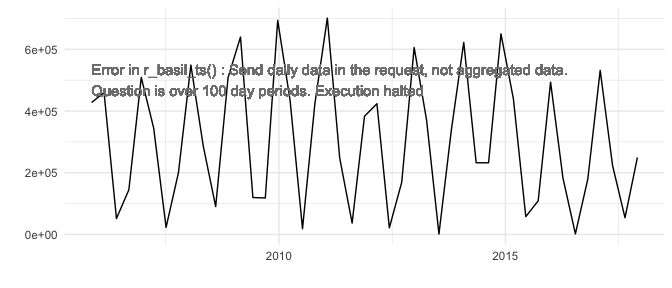 6e+05
Error in r_basil_ts() : Send daily data in the request, not aggregated data.
Question is over 100 day periods. Execution halted
4e+05
2e+05
0e+00
2010
2015